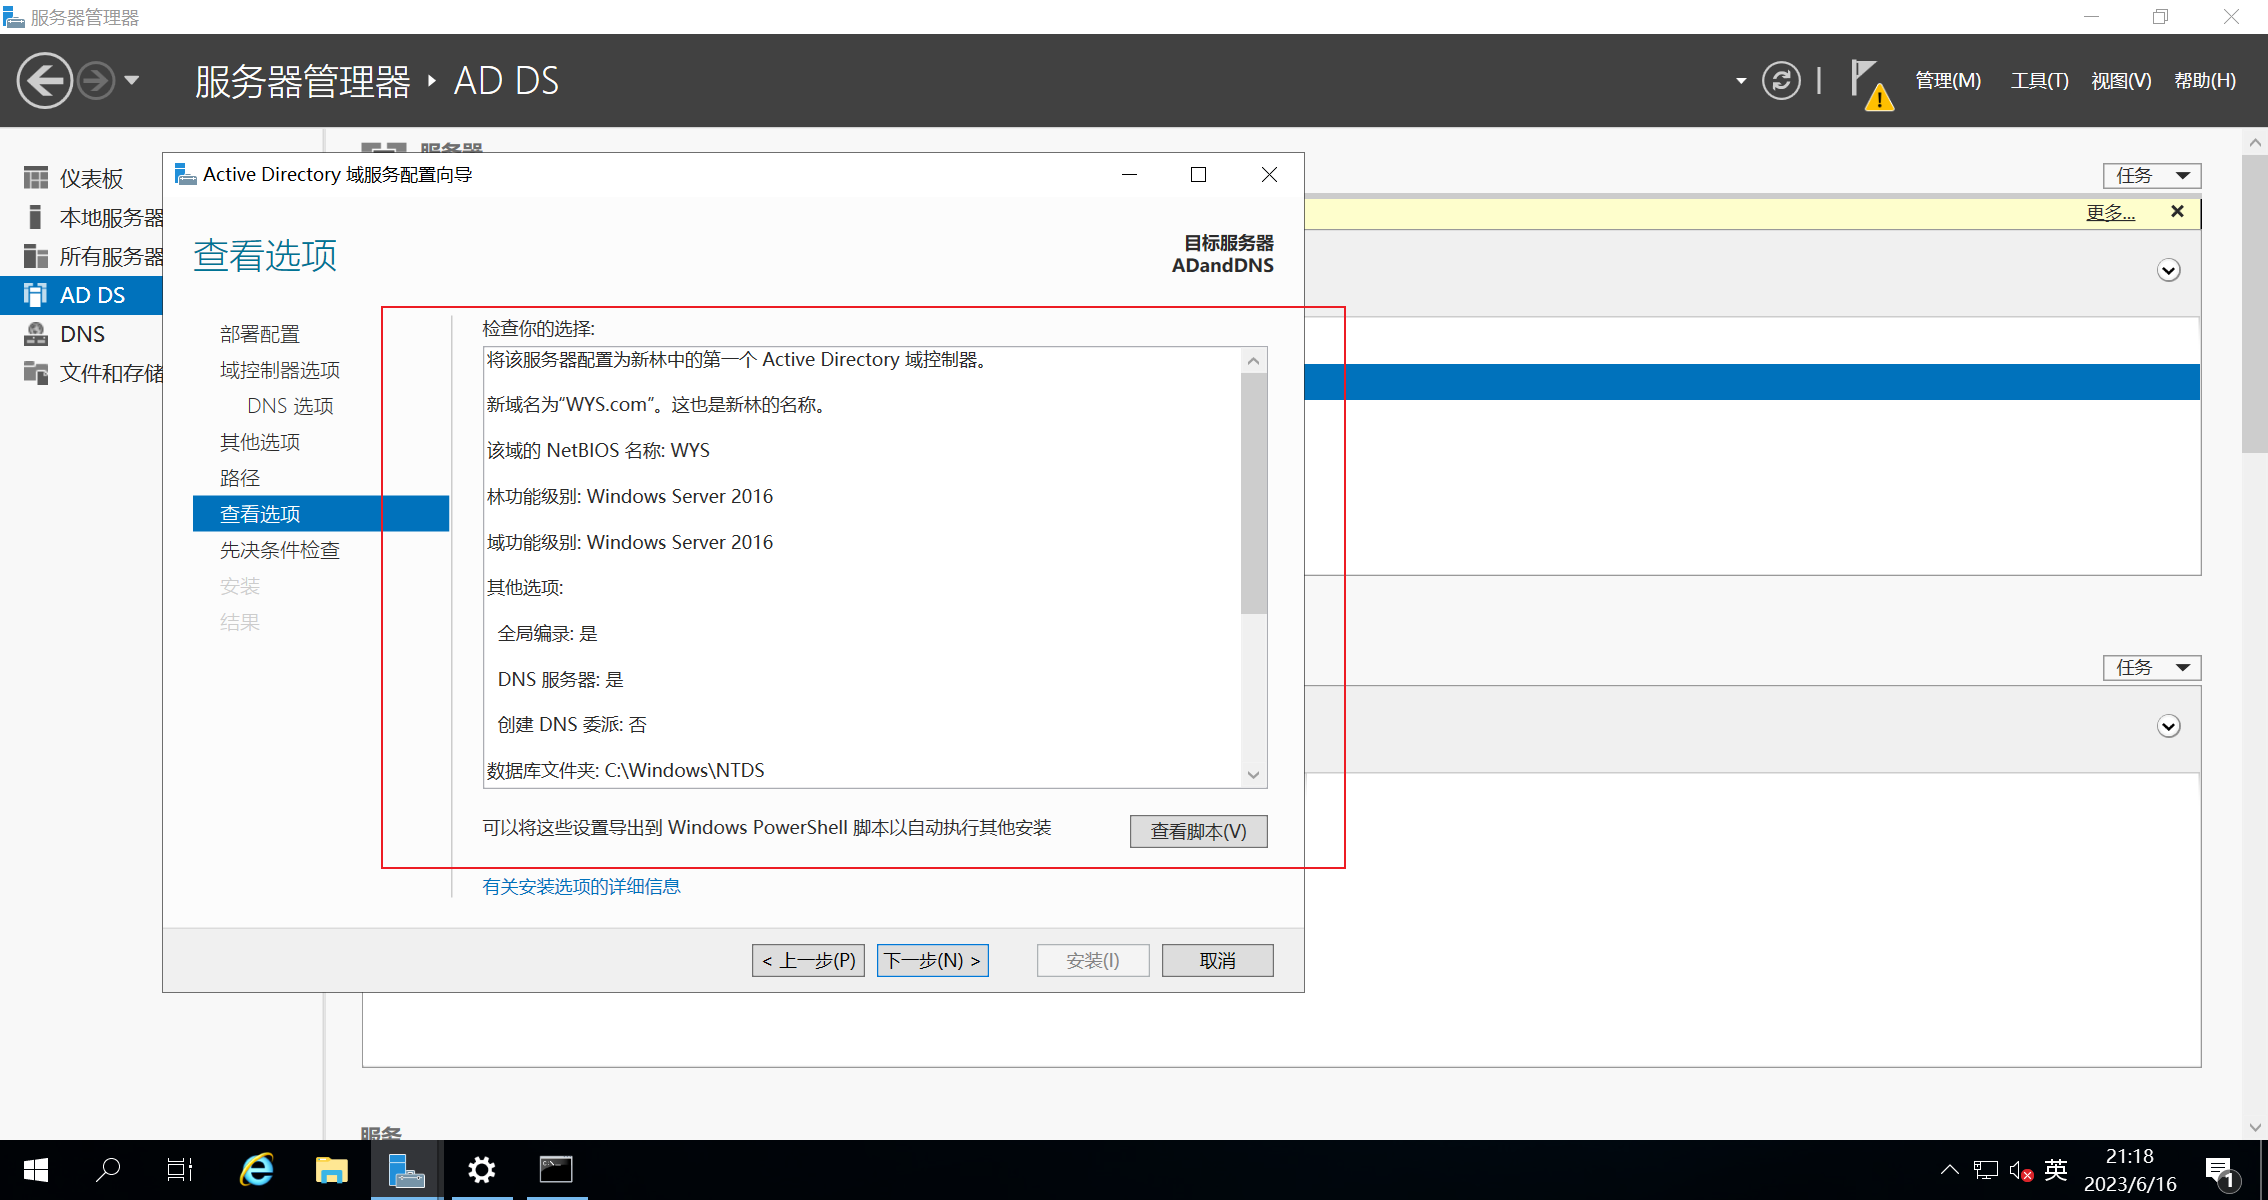 服务器管理器
服务器管理器 ‣ AD DS
管理(M) 工具(T) 视图(V) 帮助(H)
仪表板
本地服务器
所有服务器
AD DS
DNS
文件和存储
服务器
任务
更多...
任务
服务
Active Directory 域服务配置向导
查看选项
目标服务器
ADandDNS
部署配置
域控制器选项
DNS 选项
其他选项
路径
查看选项
先决条件检查
安装
结果
检查你的选择:
将该服务器配置为新林中的第一个 Active Directory 域控制器。
新域名为“WYS.com”。这也是新林的名称。
该域的 NetBIOS 名称: WYS
林功能级别: Windows Server 2016
域功能级别: Windows Server 2016
其他选项:
全局编录: 是
DNS 服务器: 是
创建 DNS 委派: 否
数据库文件夹: C:\Windows\NTDS
可以将这些设置导出到 Windows PowerShell 脚本以自动执行其他安装
查看脚本(V)
有关安装选项的详细信息
< 上一步(P) 下一步(N) > 安装(I) 取消
英
21:18
2023/6/16
1